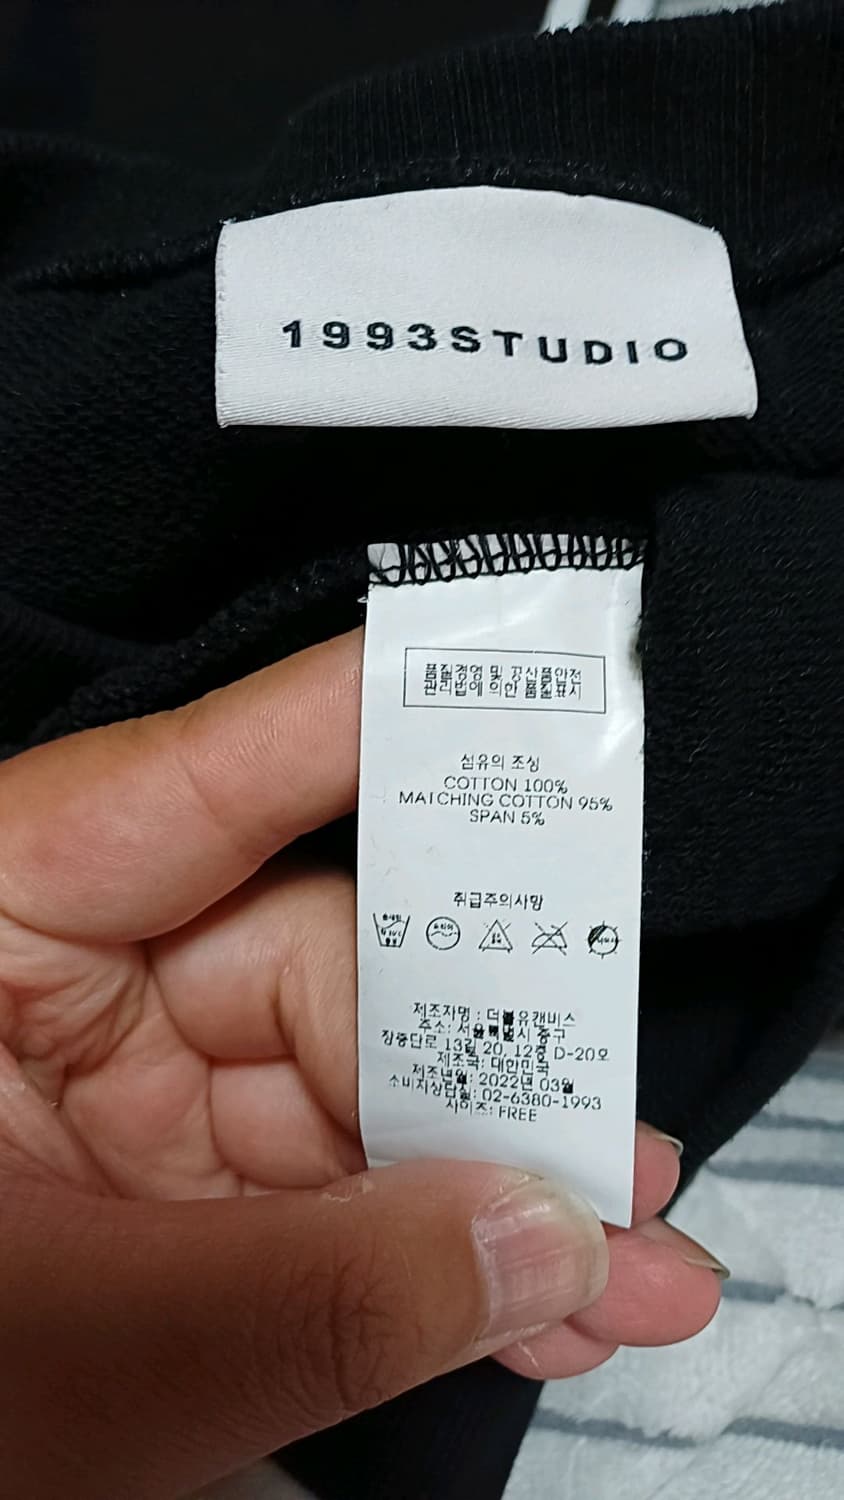 1993STUDIO
품질경영 및 공산품안전
관리법에 의한 품질표시
섬유의 조성
COTTON 100%
MATCHING COTTON 95%
SPAN 5%
취급주의사항
제조자명 : 더블유캔버스
주소: 서울특별시 중구
장충단로 13길 20, 12층 D-20호
제조국: 대한민국
제조년월: 2022년 03월
소비자상담실: 02-6380-1993
사이즈: FREE